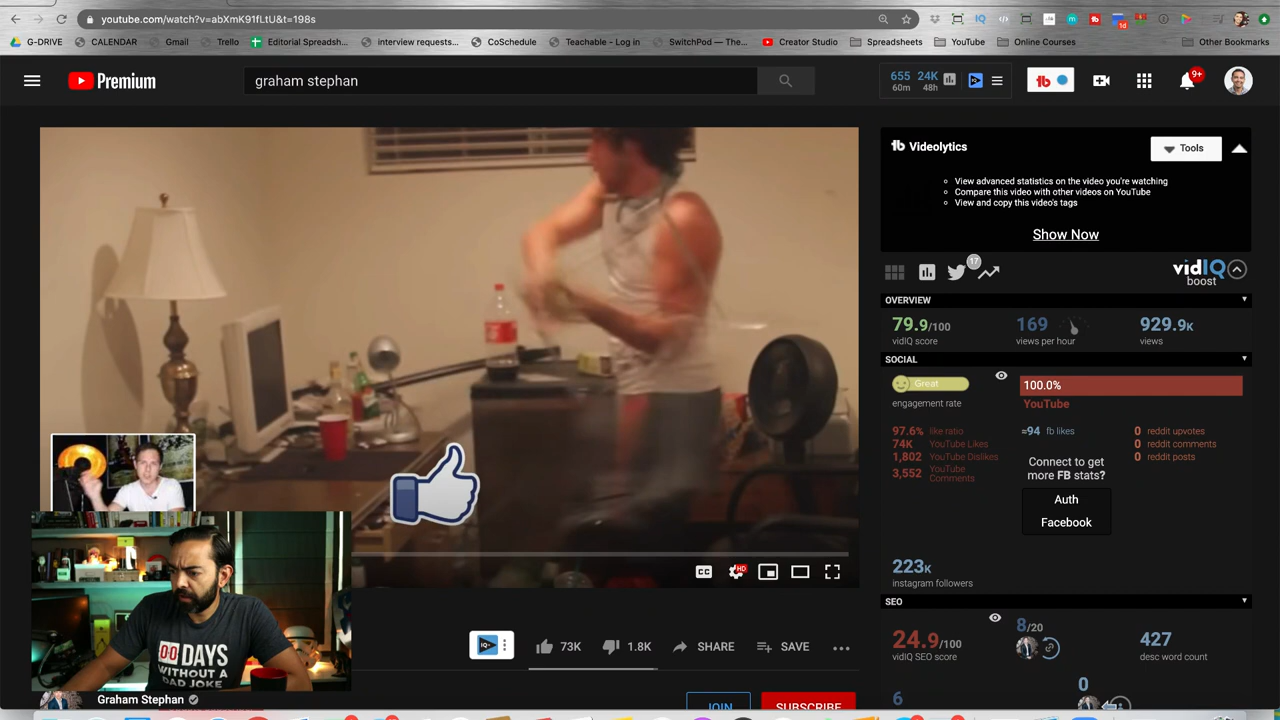 youtube.com/watch?v=abXmK91fLtU&t=198s
G-DRIVE CALENDAR Gmail Trello Editorial Spreadsh... interview requests... CoSchedule Teachable - Log in SwitchPod — The... Creator Studio Spreadsheets YouTube Online Courses Other Bookmarks
Premium
graham stephan
655 24K
60m 48h
tb
9+
1d
tb Videolytics
Tools
View advanced statistics on the video you're watching
Compare this video with other videos on YouTube
View and copy this video's tags
Show Now
17
vidIQ
boost
OVERVIEW
79.9/100 169 929.9K
vidIQ score views per hour views
SOCIAL
Great
engagement rate
100.0%
YouTube
97.6% like ratio
74K YouTube Likes
1,802 YouTube Dislikes
3,552 YouTube Comments
≈94 fb likes
Connect to get
more FB stats?
Auth
Facebook
0 reddit upvotes
0 reddit comments
0 reddit posts
223K
instagram followers
SEO
24.9/100
vidIQ SEO score
8/20
427
desc word count
6
0
CC HD
IQ
73K 1.8K SHARE SAVE
00 DAYS
WITHOUT A
DAD JOKE
Graham Stephan
JOIN SUBSCRIBE